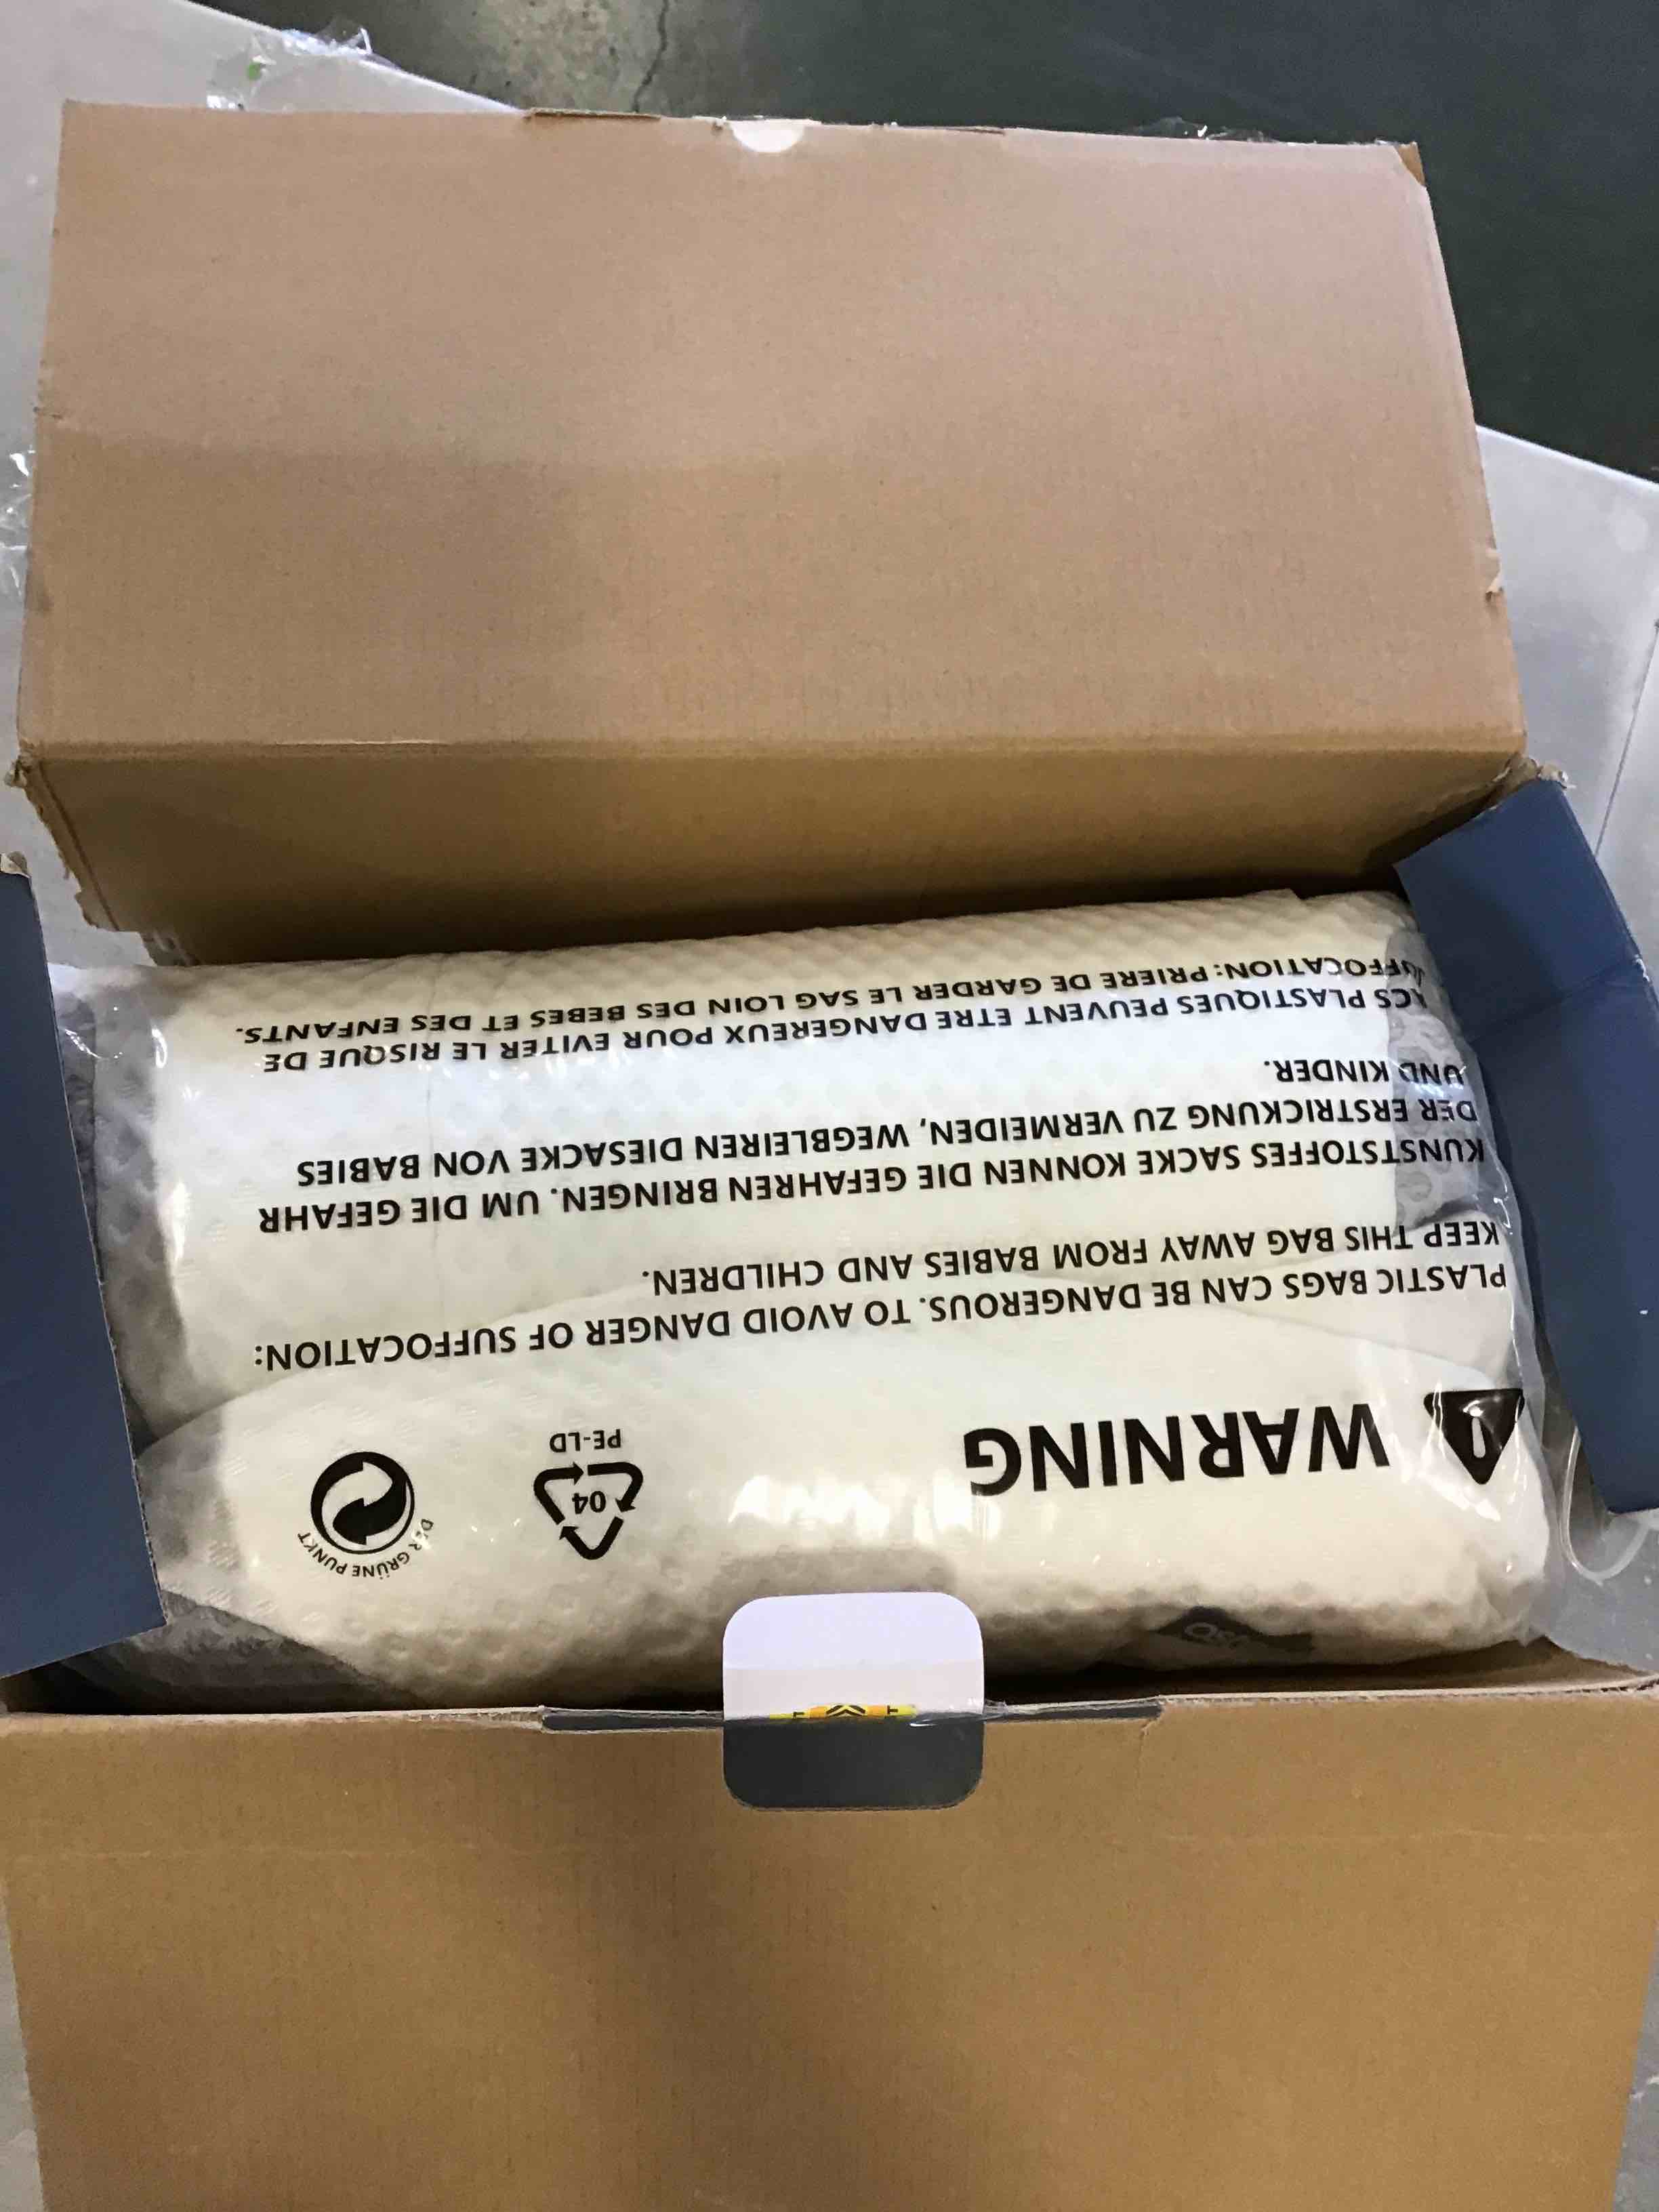 WARNING
04
PE-LD
DER GRÜNE PUNKT
PLASTIC BAGS CAN BE DANGEROUS. TO AVOID DANGER OF SUFFOCATION:
KEEP THIS BAG AWAY FROM BABIES AND CHILDREN.
KUNSTSTOFFES SACKE KONNEN DIE GEFAHREN BRINGEN. UM DIE GEFAHR
DER ERSTRICKUNG ZU VERMEIDEN, WEGBLEIREN DIESACKE VON BABIES
UND KINDER.
ACS PLASTIQUES PEUVENT ETRE DANGEREUX POUR EVITER LE RISQUE DE
UFFOCATION: PRIERE DE GARDER LE SAG LOIN DES BEBES ET DES ENFANTS.